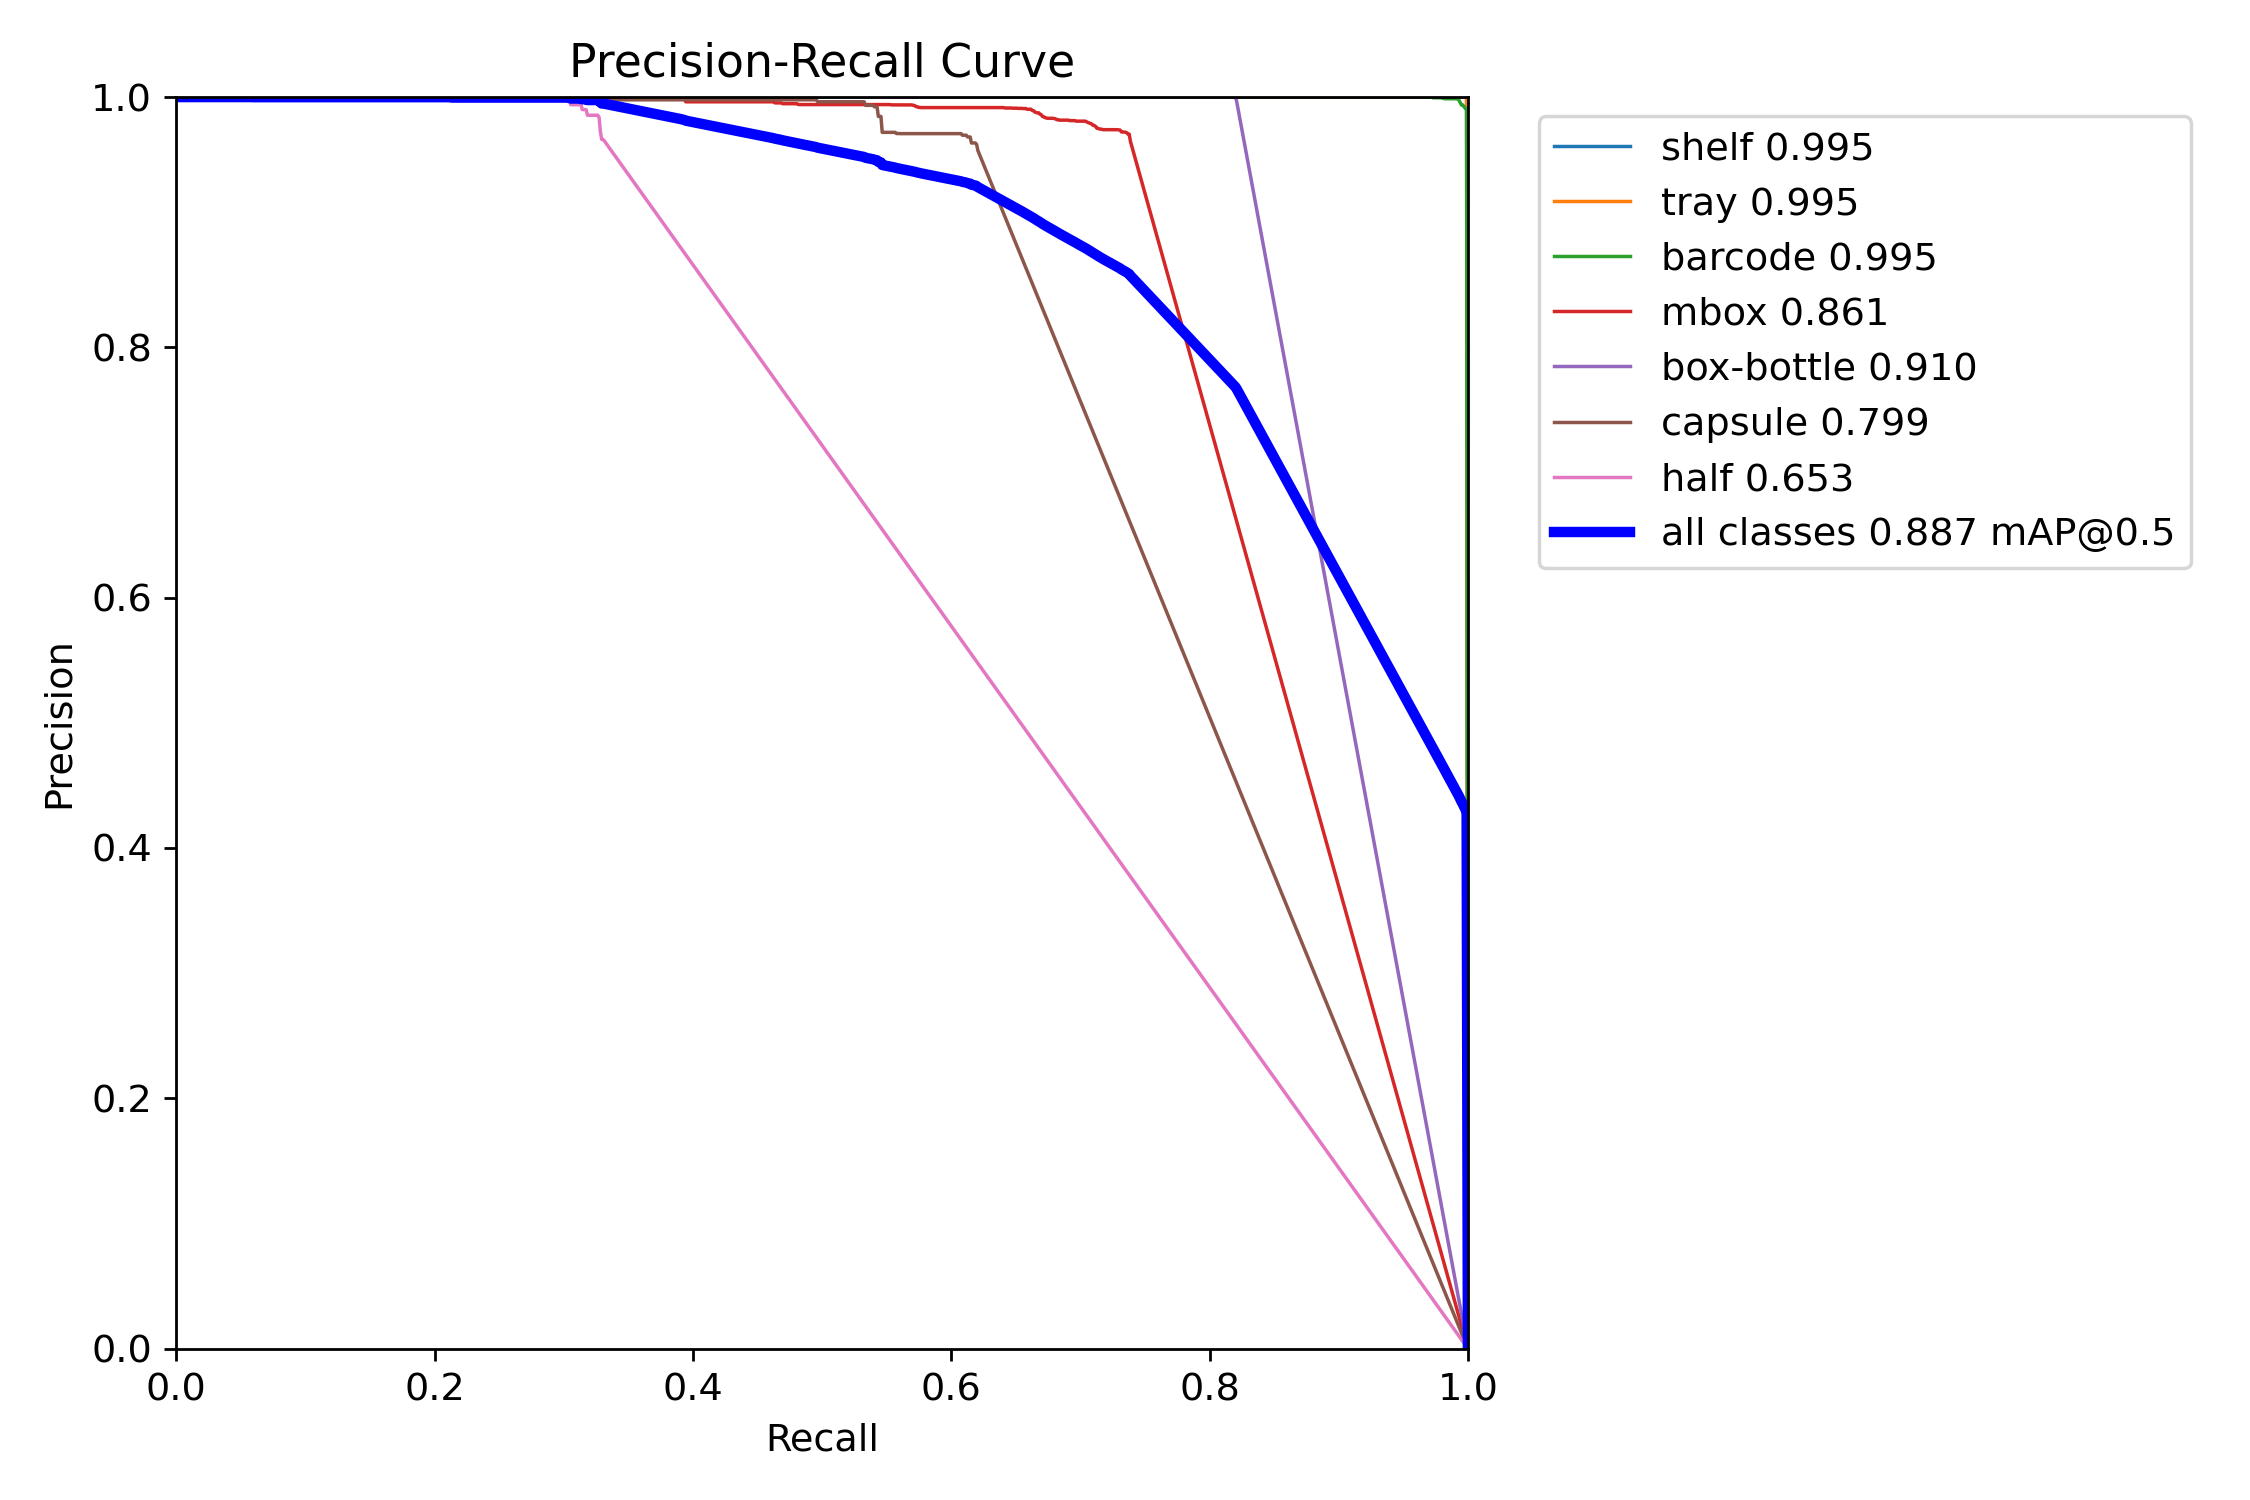 Precision-Recall Curve
1.0
0.8
0.6
0.4
0.2
0.0
Precision
0.0 0.2 0.4 0.6 0.8 1.0
Recall
shelf 0.995
tray 0.995
barcode 0.995
mbox 0.861
box-bottle 0.910
capsule 0.799
half 0.653
all classes 0.887 mAP@0.5